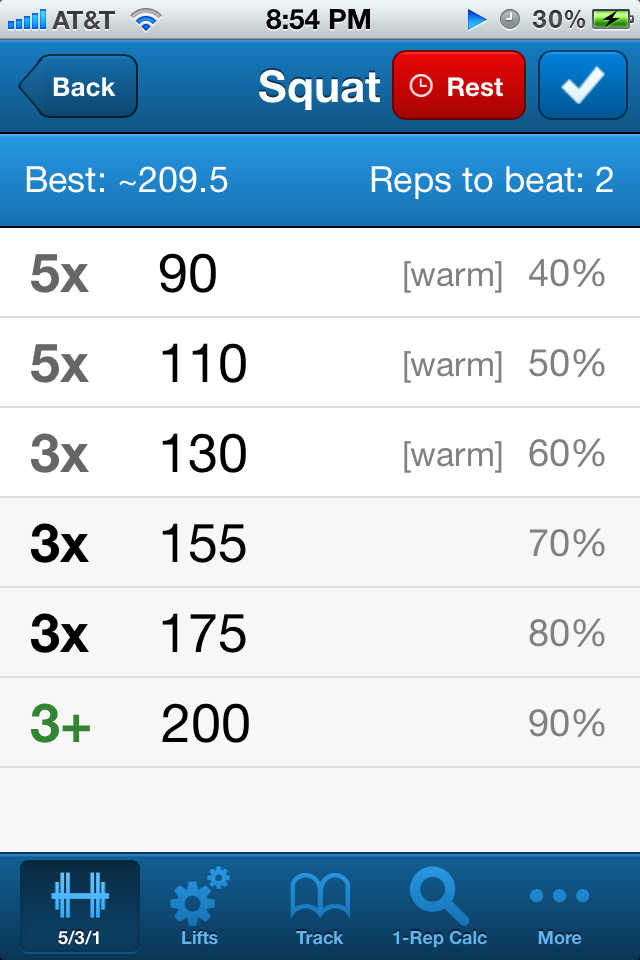 AT&T 8:54 PM 30%
Back Squat Rest
Best: ~209.5 Reps to beat: 2
5x 90 [warm] 40%
5x 110 [warm] 50%
3x 130 [warm] 60%
3x 155 70%
3x 175 80%
3+ 200 90%
5/3/1 Lifts Track 1-Rep Calc More